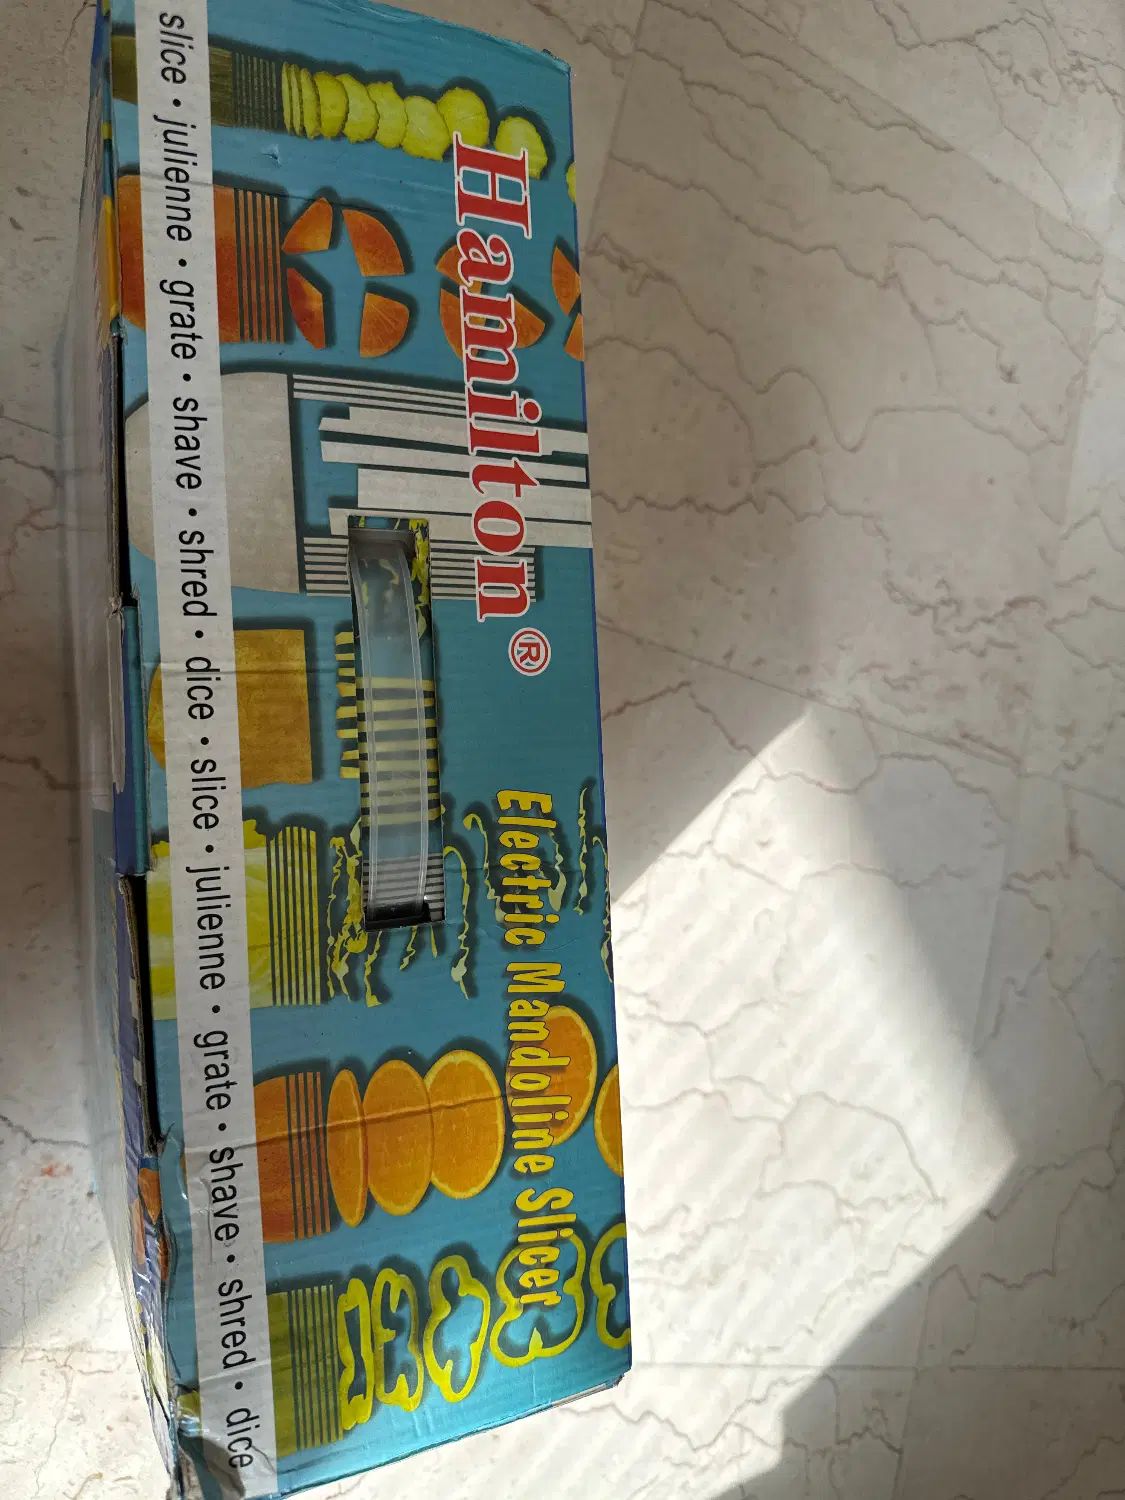 Hamilton®
Electric Mandoline Slicer
slice • julienne • grate • shave • shred • dice • slice • julienne • grate • shave • shred • dice